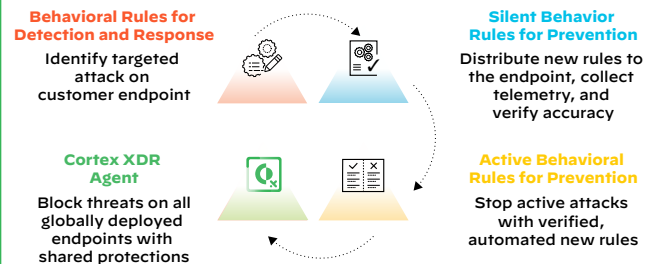 Behavioral Rules for
Detection and Response
Identify targeted
attack on
customer endpoint
Silent Behavior
Rules for Prevention
Distribute new rules to
the endpoint, collect
telemetry, and
verify accuracy
Cortex XDR
Agent
Block threats on all
globally deployed
endpoints with
shared protections
Active Behavioral
Rules for Prevention
Stop active attacks
with verified,
automated new rules